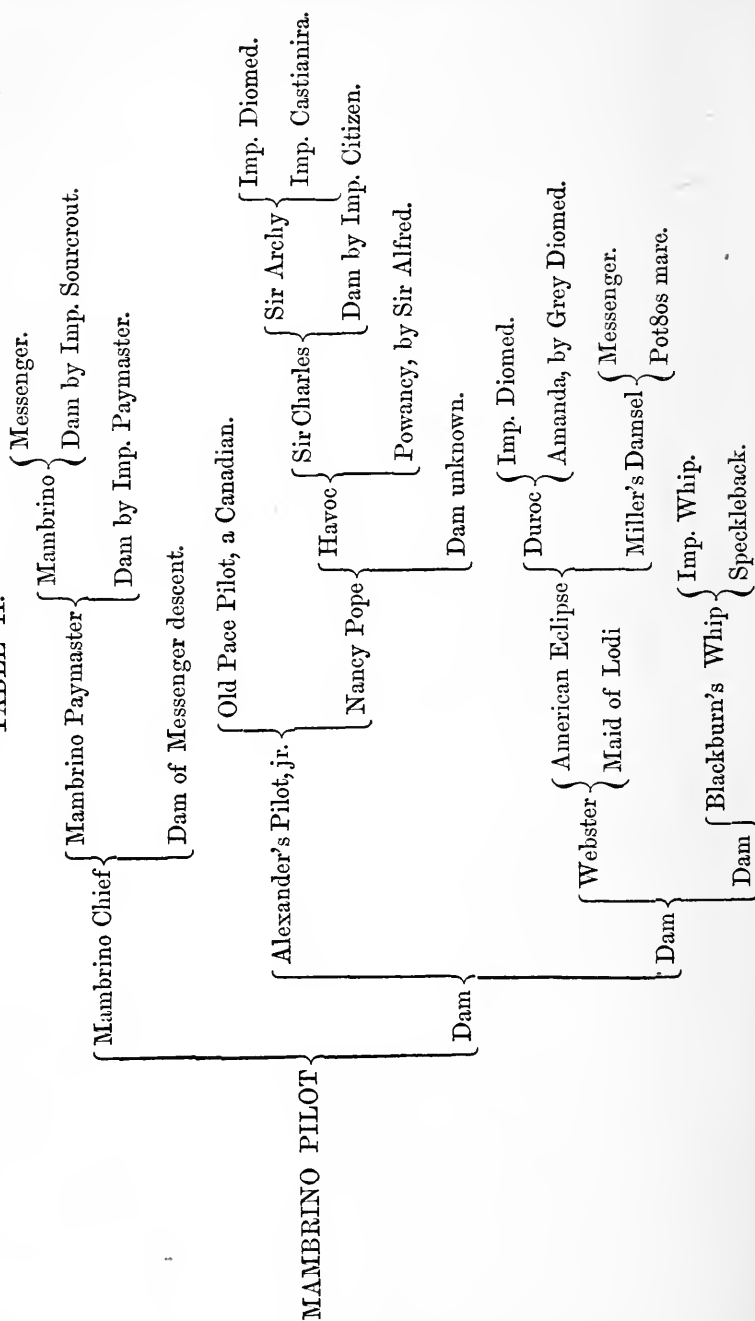 TABLE II.
Messenger.
Mambrino
Dam by Imp. Sourcrout.
Mambrino Paymaster
Dam by Imp. Paymaster.
Mambrino Chief
Dam of Messenger descent.
Imp. Diomed.
Sir Archy
Imp. Castianira.
Sir Charles
Dam by Imp. Citizen.
Havoc
Powancy, by Sir Alfred.
Old Pace Pilot, a Canadian.
Nancy Pope
Dam unknown.
Alexander's Pilot, jr.
MAMBRINO PILOT
Dam
Imp. Diomed.
Duroc
Amanda, by Grey Diomed.
American Eclipse
Messenger.
Miller's Damsel
Pot8os mare.
Webster
Maid of Lodi
Dam
Imp. Whip.
Blackburn's Whip
Speckleback.
Dam